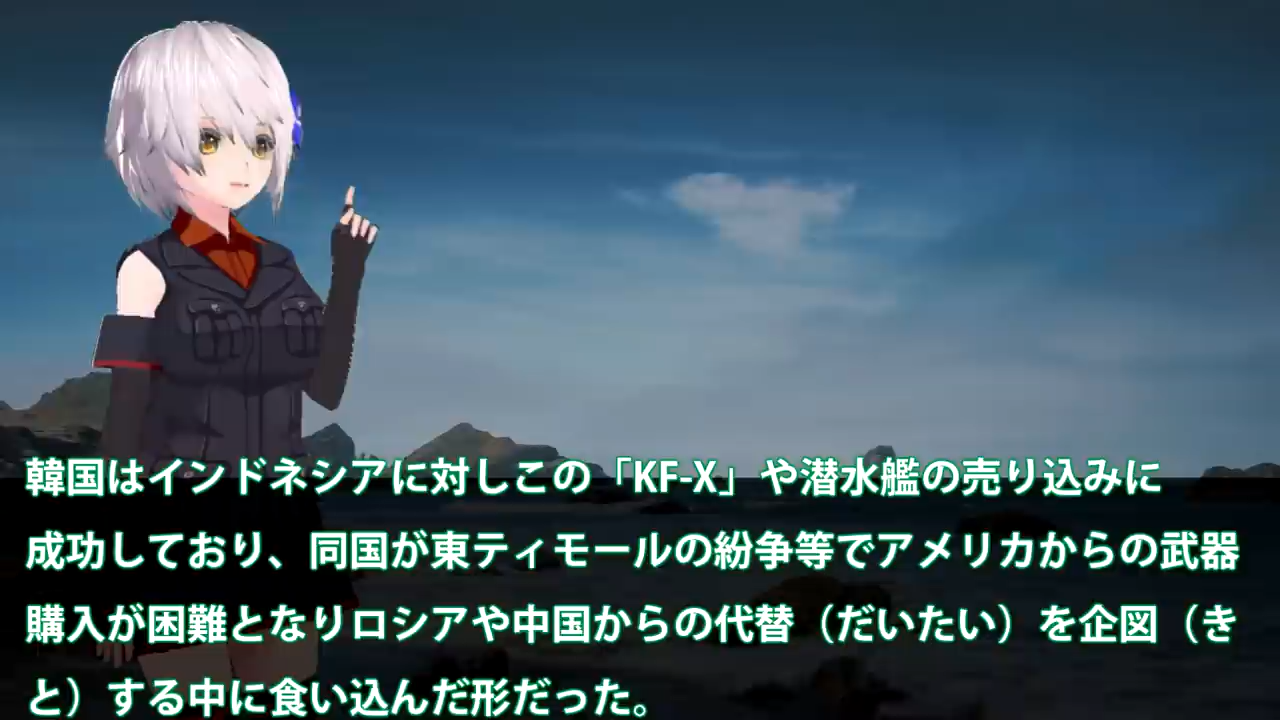 韓国はインドネシアに対しこの「KF-X」や潜水艦の売り込みに
成功しており、同国が東ティモールの紛争等でアメリカからの武器
購入が困難となりロシアや中国からの代替（だいたい）を企図（き
と）する中に食い込んだ形だった。